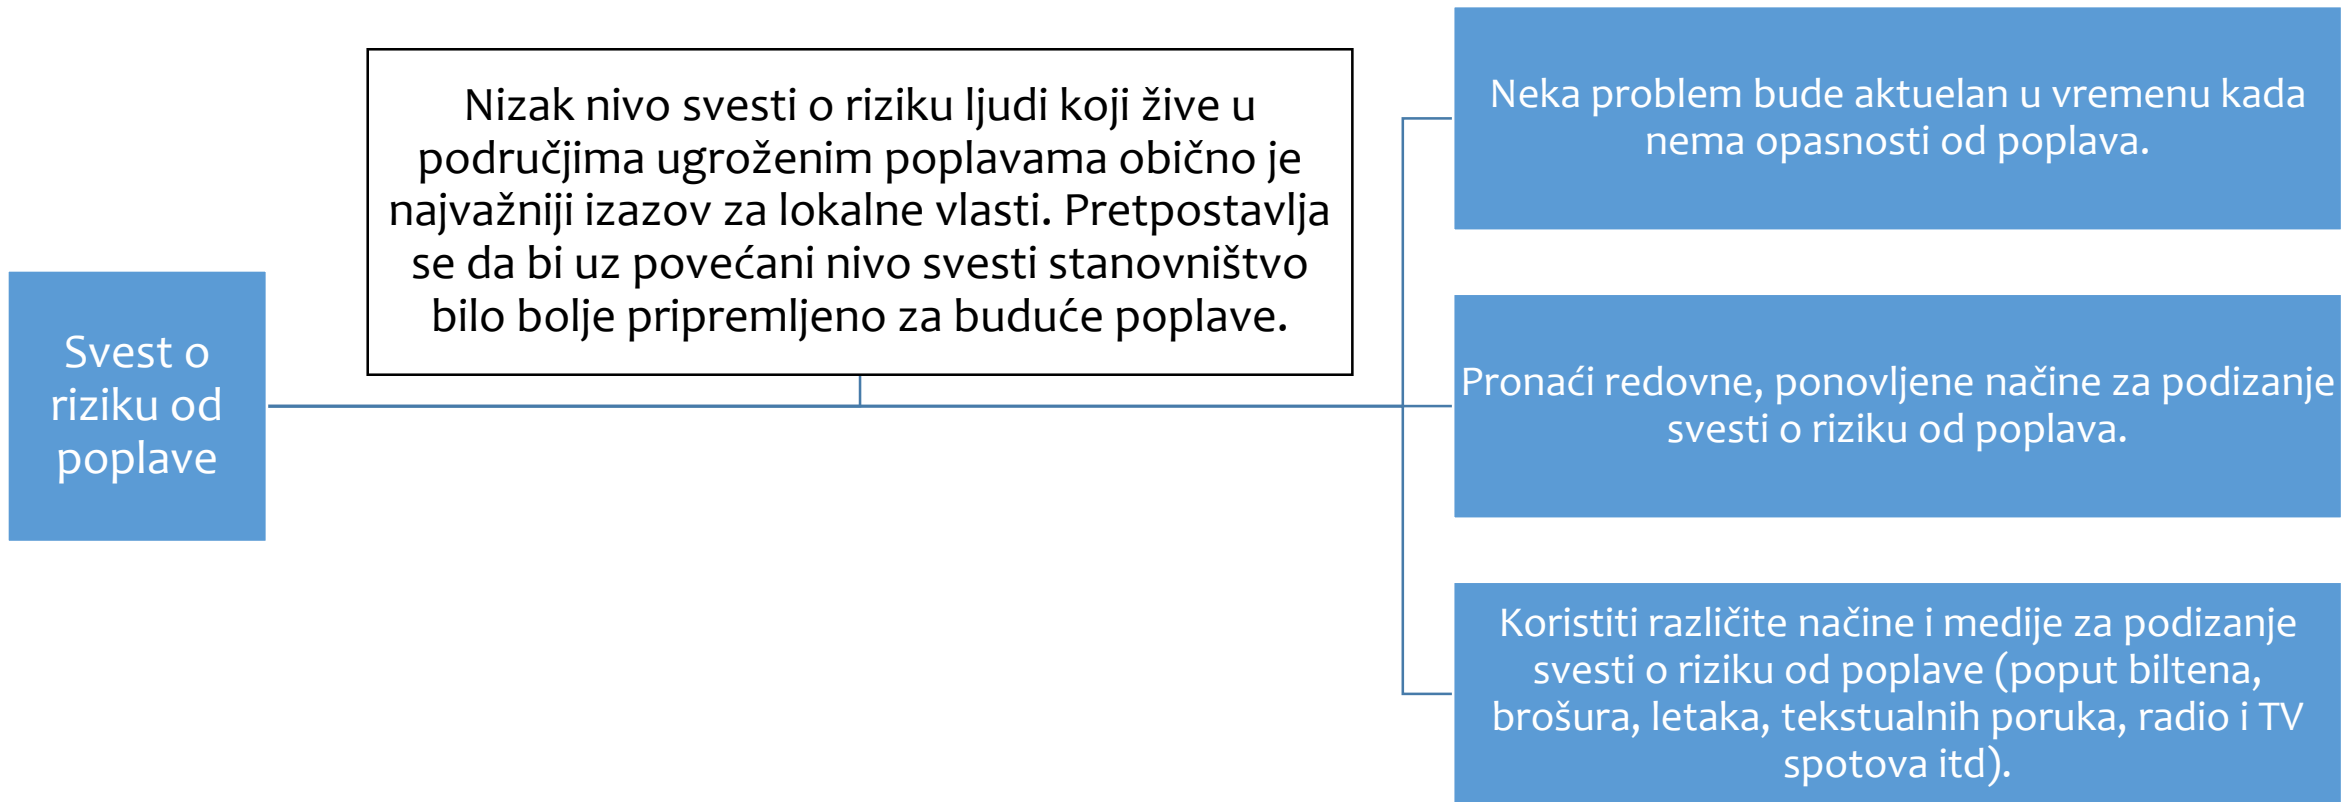 Svest o
riziku od
poplave
Nizak nivo svesti o riziku ljudi koji žive u
područjima ugroženim poplavama obično je
najvažniji izazov za lokalne vlasti. Pretpostavlja
se da bi uz povećani nivo svesti stanovništvo
bilo bolje pripremljeno za buduće poplave.
Neka problem bude aktuelan u vremenu kada
nema opasnosti od poplava.
Pronaći redovne, ponovljene načine za podizanje
svesti o riziku od poplava.
Koristiti različite načine i medije za podizanje
svesti o riziku od poplave (poput biltena,
brošura, letaka, tekstualnih poruka, radio i TV
spotova itd).